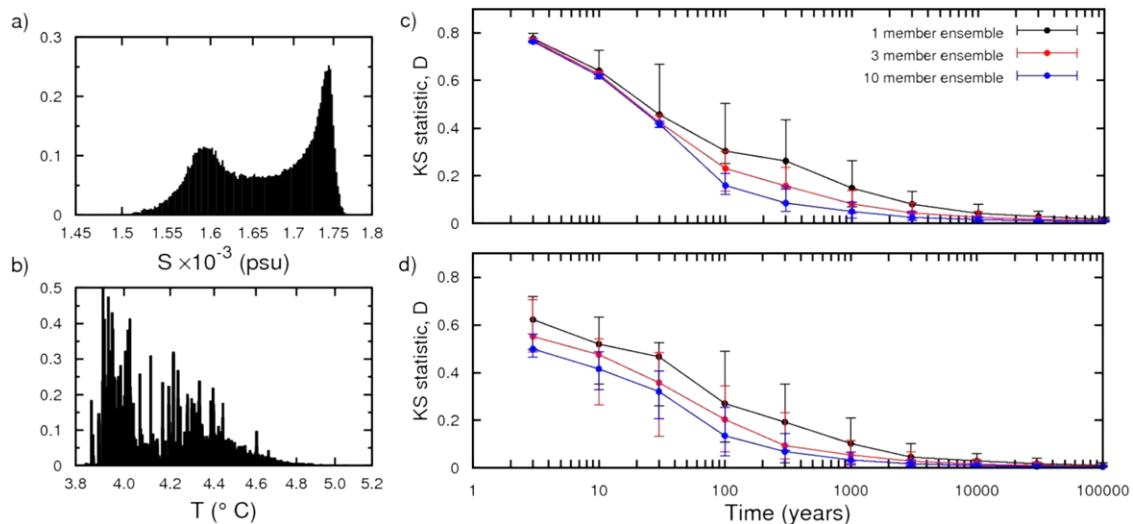 a)
0.3
0.2
0.1
0
1.45 1.5 1.55 1.6 1.65 1.7 1.75 1.8
S ×10⁻³ (psu)
b)
0.5
0.4
0.3
0.2
0.1
0
3.8 4.0 4.2 4.4 4.6 4.8 5.0 5.2
T (° C)
c)
KS statistic, D
0.8
0.6
0.4
0.2
0
1 member ensemble
3 member ensemble
10 member ensemble
d)
KS statistic, D
0.8
0.6
0.4
0.2
0
1 10 100 1000 10000 100000
Time (years)